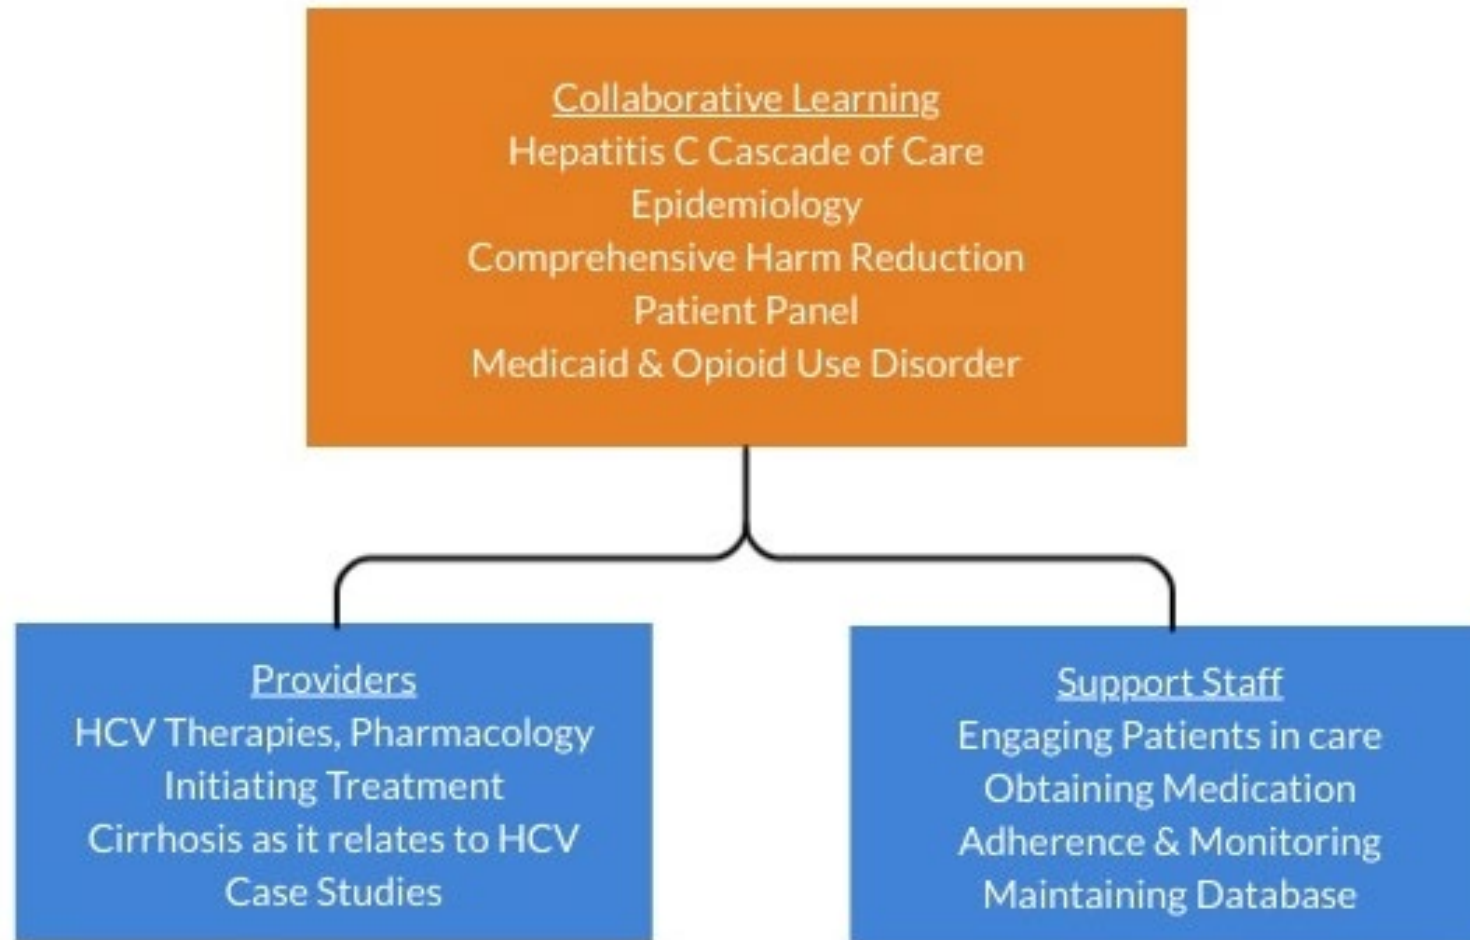 Collaborative Learning
Hepatitis C Cascade of Care
Epidemiology
Comprehensive Harm Reduction
Patient Panel
Medicaid & Opioid Use Disorder
Providers
HCV Therapies, Pharmacology
Initiating Treatment
Cirrhosis as it relates to HCV
Case Studies
Support Staff
Engaging Patients in care
Obtaining Medication
Adherence & Monitoring
Maintaining Database